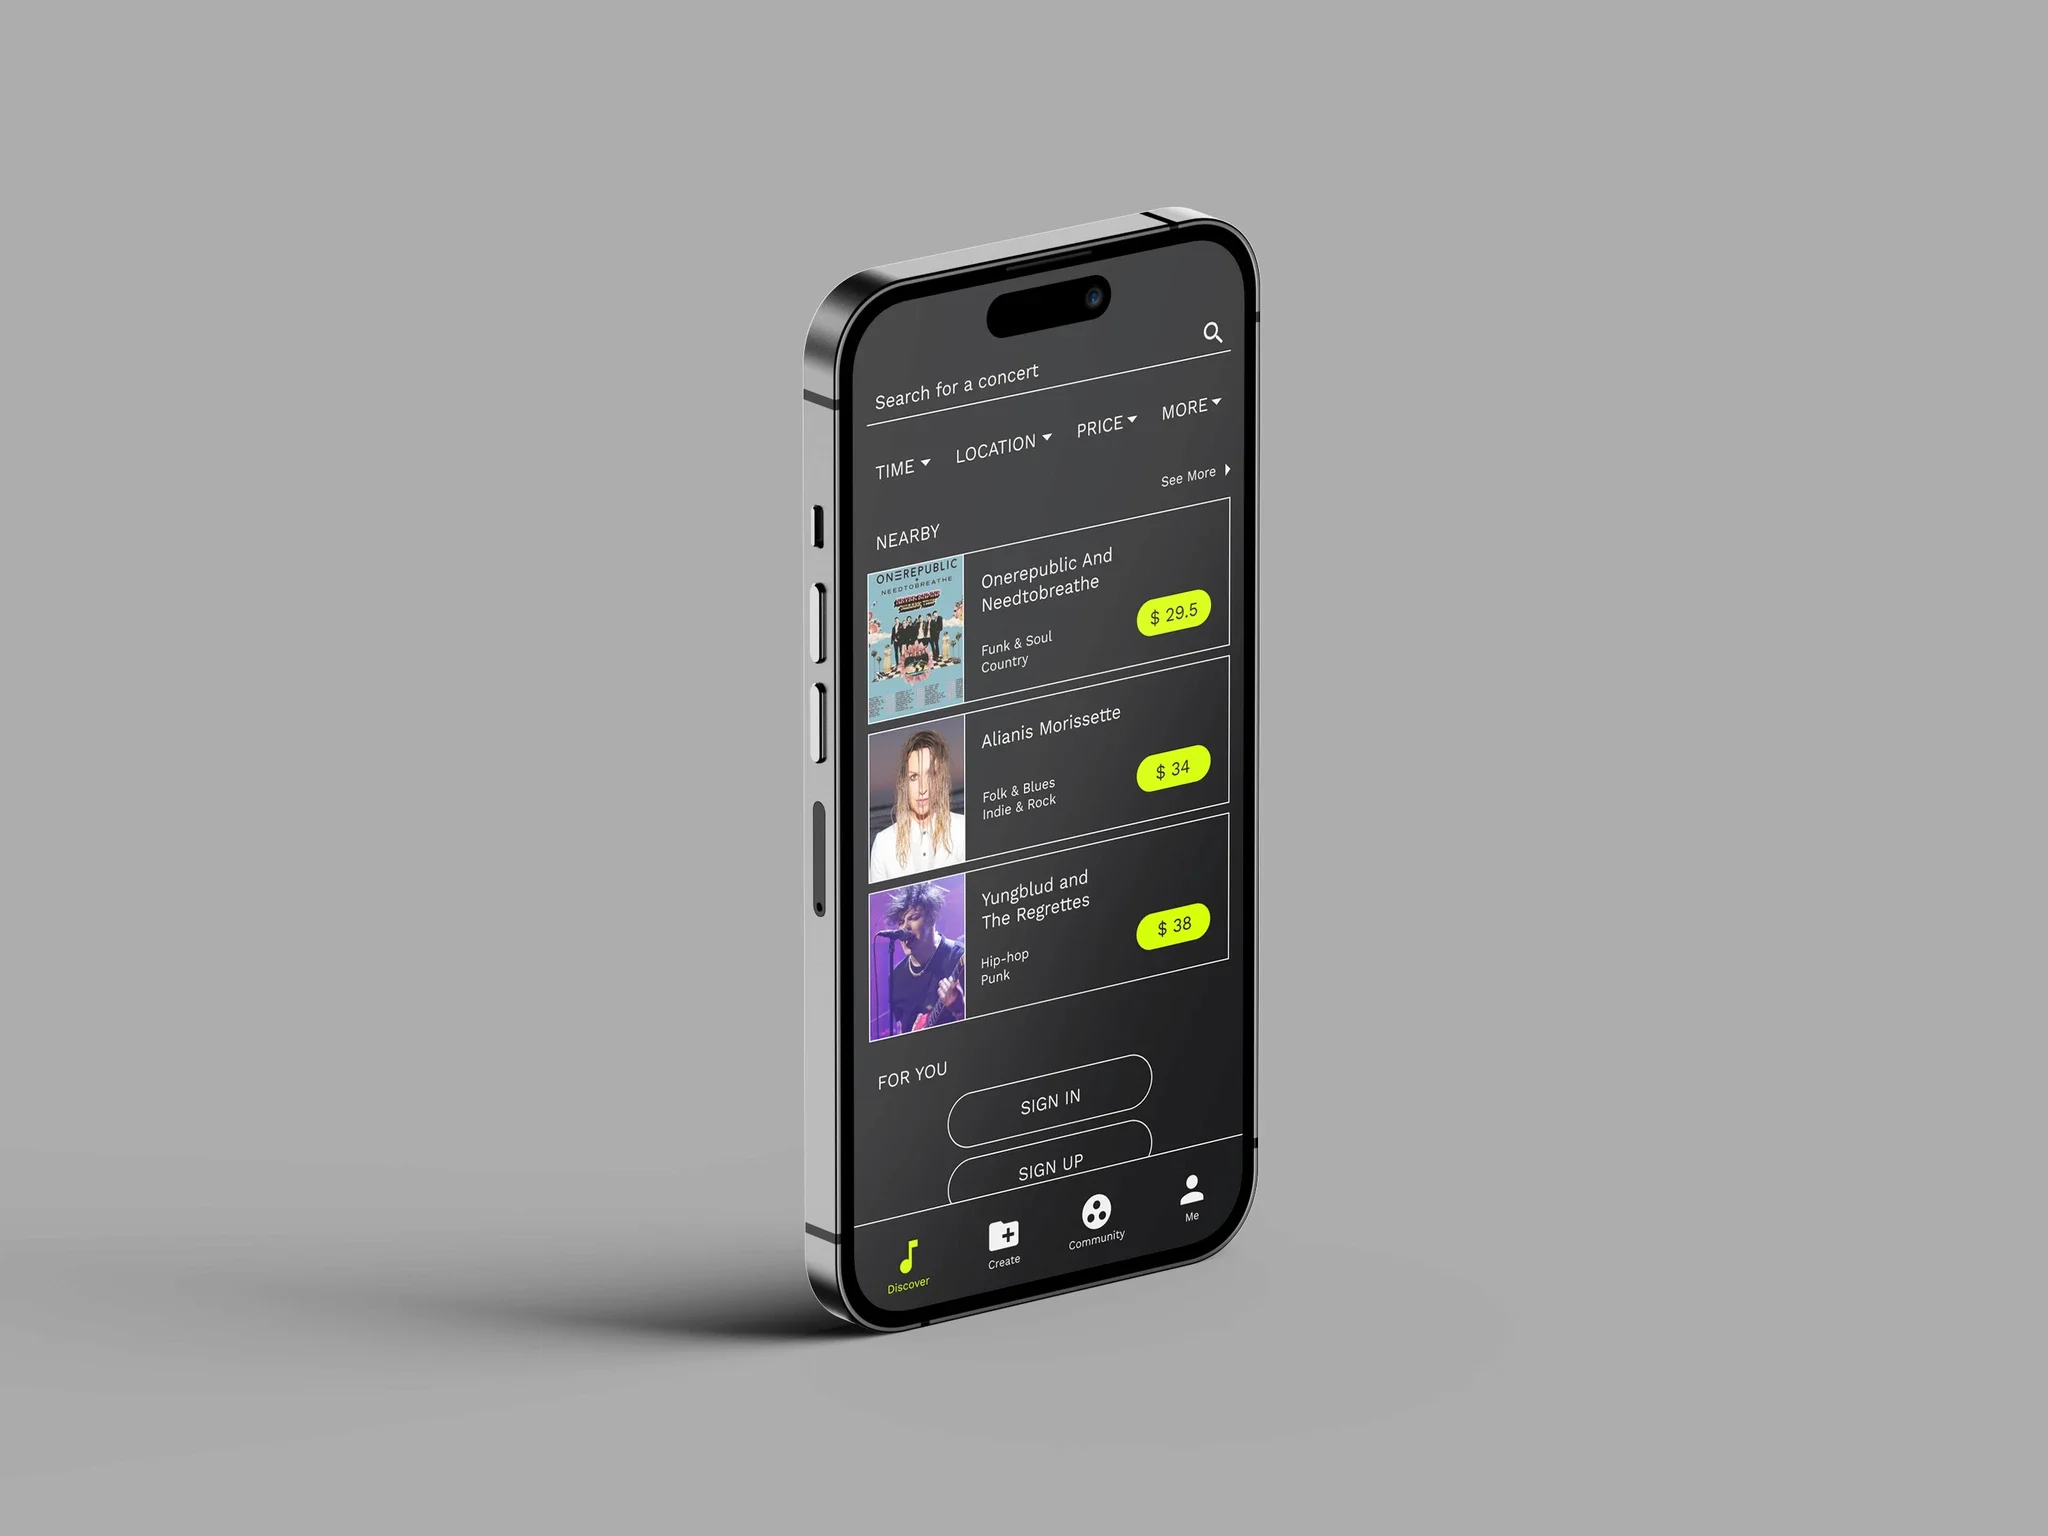 Search for a concert
TIME LOCATION PRICE MORE
See More
NEARBY
ONEREPUBLIC
+
NEEDTOBREATHE
Onerepublic And
Needtobreathe
$ 29.5
Funk & Soul
Country
Alianis Morissette
$ 34
Folk & Blues
Indie & Rock
Yungblud and
The Regrettes
$ 38
Hip-hop
Punk
FOR YOU
SIGN IN
SIGN UP
Discover
Create
Community
Me